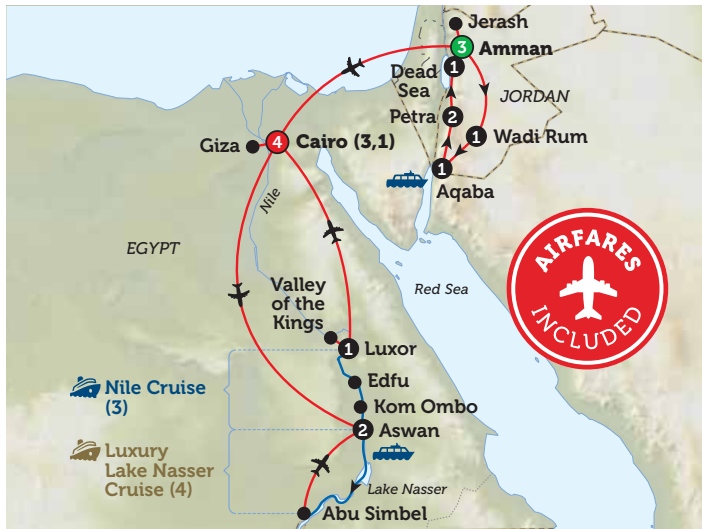 Jerash
3 Amman
Dead
Sea
1
JORDAN
Petra
2
1 Wadi Rum
Giza
4 Cairo (3,1)
1
Aqaba
Nile
EGYPT
AIRFARES
INCLUDED
Valley
of the
Kings
Red Sea
1 Luxor
Edfu
Nile Cruise
(3)
Kom Ombo
2 Aswan
Luxury
Lake Nasser
Cruise (4)
Lake Nasser
Abu Simbel